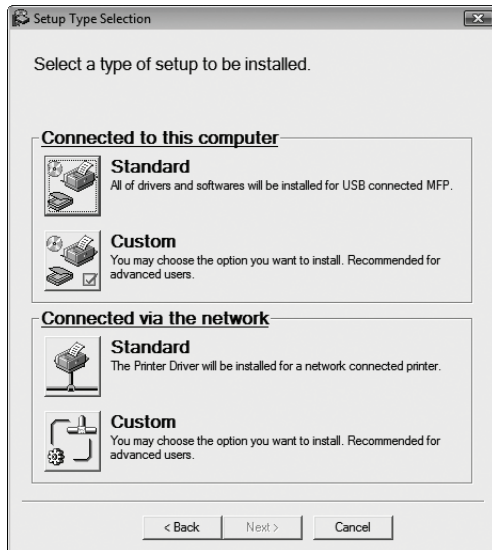 Setup Type Selection
Select a type of setup to be installed.
Connected to this computer
Standard
All of drivers and softwares will be installed for USB connected MFP.
Custom
You may choose the option you want to install. Recommended for
advanced users.
Connected via the network
Standard
The Printer Driver will be installed for a network connected printer.
Custom
You may choose the option you want to install. Recommended for
advanced users.
< Back
Next >
Cancel